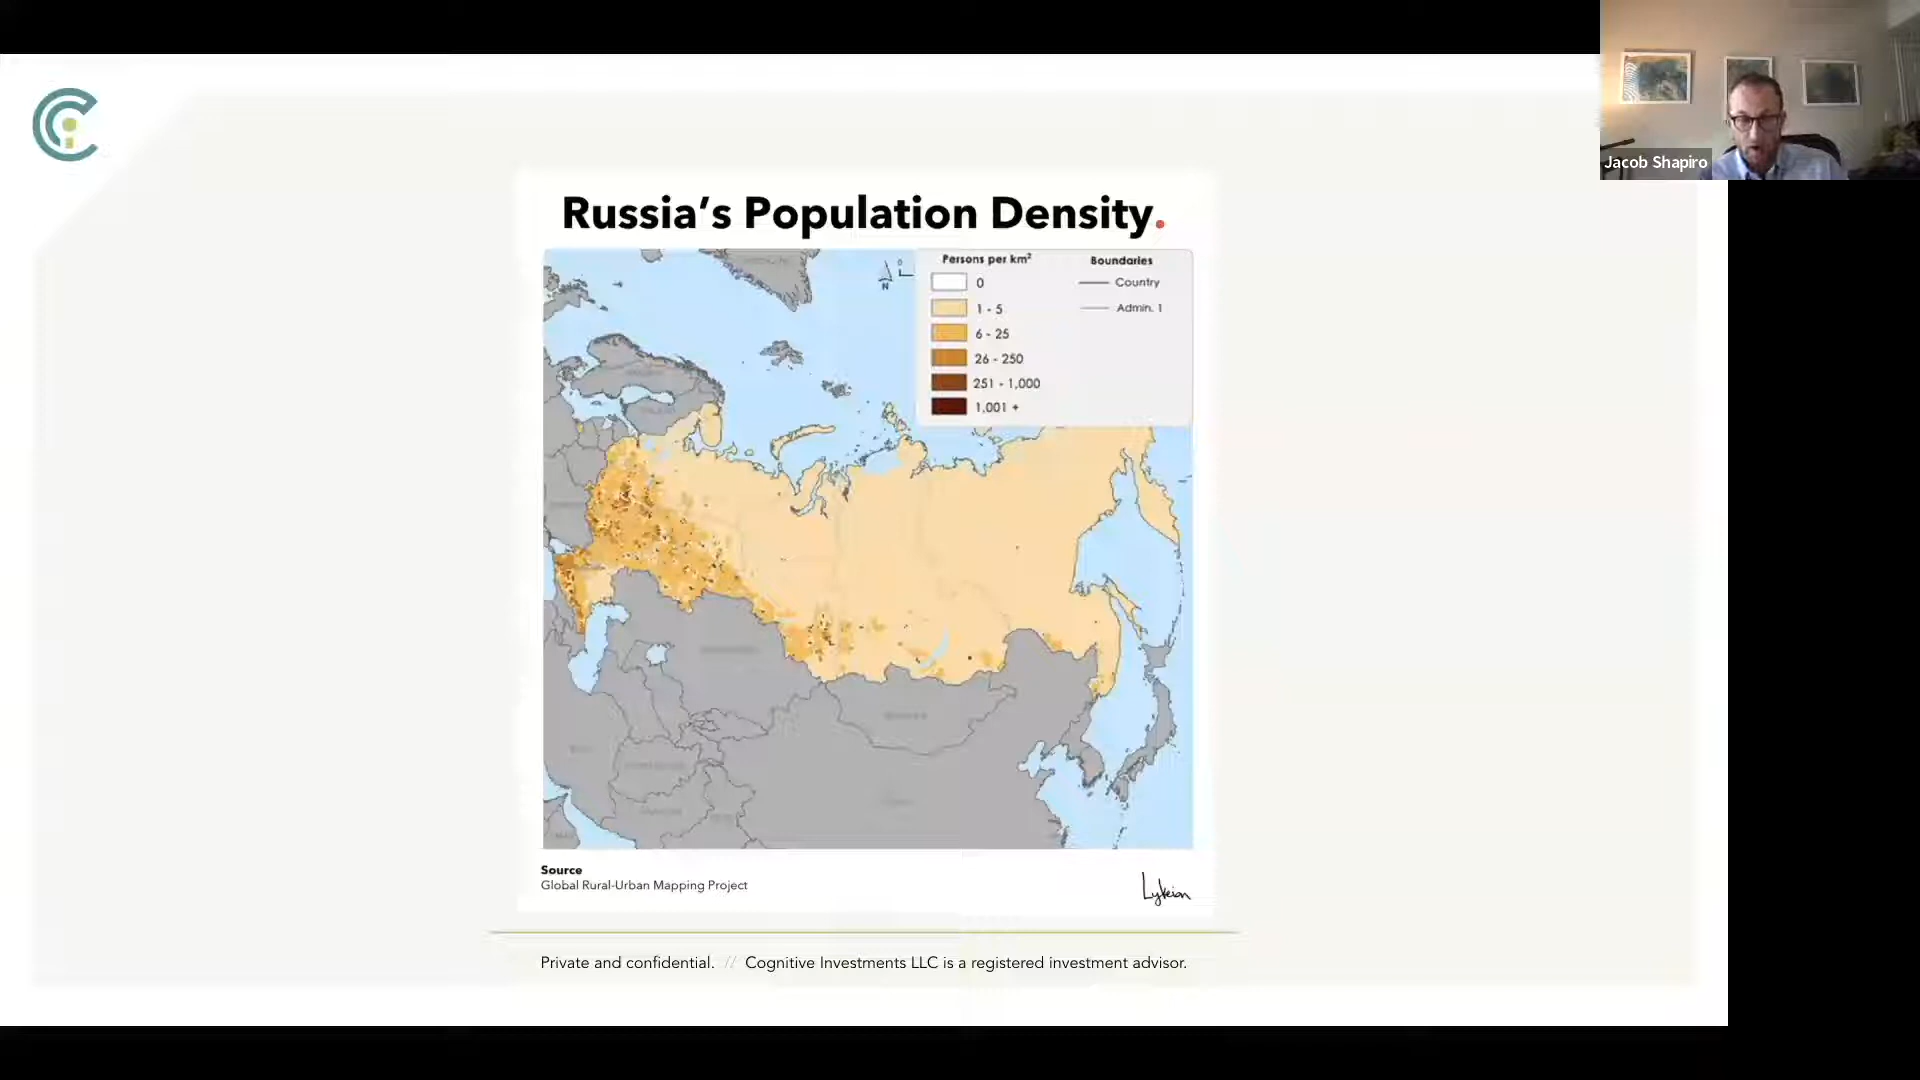 Jacob Shapiro
Russia’s Population Density.
Persons per km²
0
1 - 5
6 - 25
26 - 250
251 - 1,000
1,001 +
Boundaries
Country
Admin. 1
0
N
Source
Global Rural-Urban Mapping Project
Lykeion
Private and confidential. // Cognitive Investments LLC is a registered investment advisor.